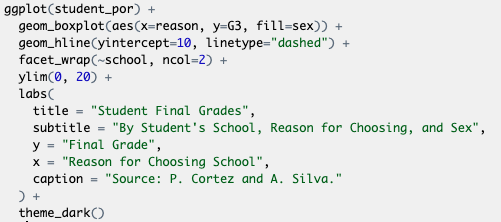 ggplot(student_por) +
  geom_boxplot(aes(x=reason, y=G3, fill=sex)) +
  geom_hline(yintercept=10, linetype="dashed") +
  facet_wrap(~school, ncol=2) +
  ylim(0, 20) +
  labs(
    title = "Student Final Grades",
    subtitle = "By Student's School, Reason for Choosing, and Sex",
    y = "Final Grade",
    x = "Reason for Choosing School",
    caption = "Source: P. Cortez and A. Silva."
  ) +
  theme_dark()